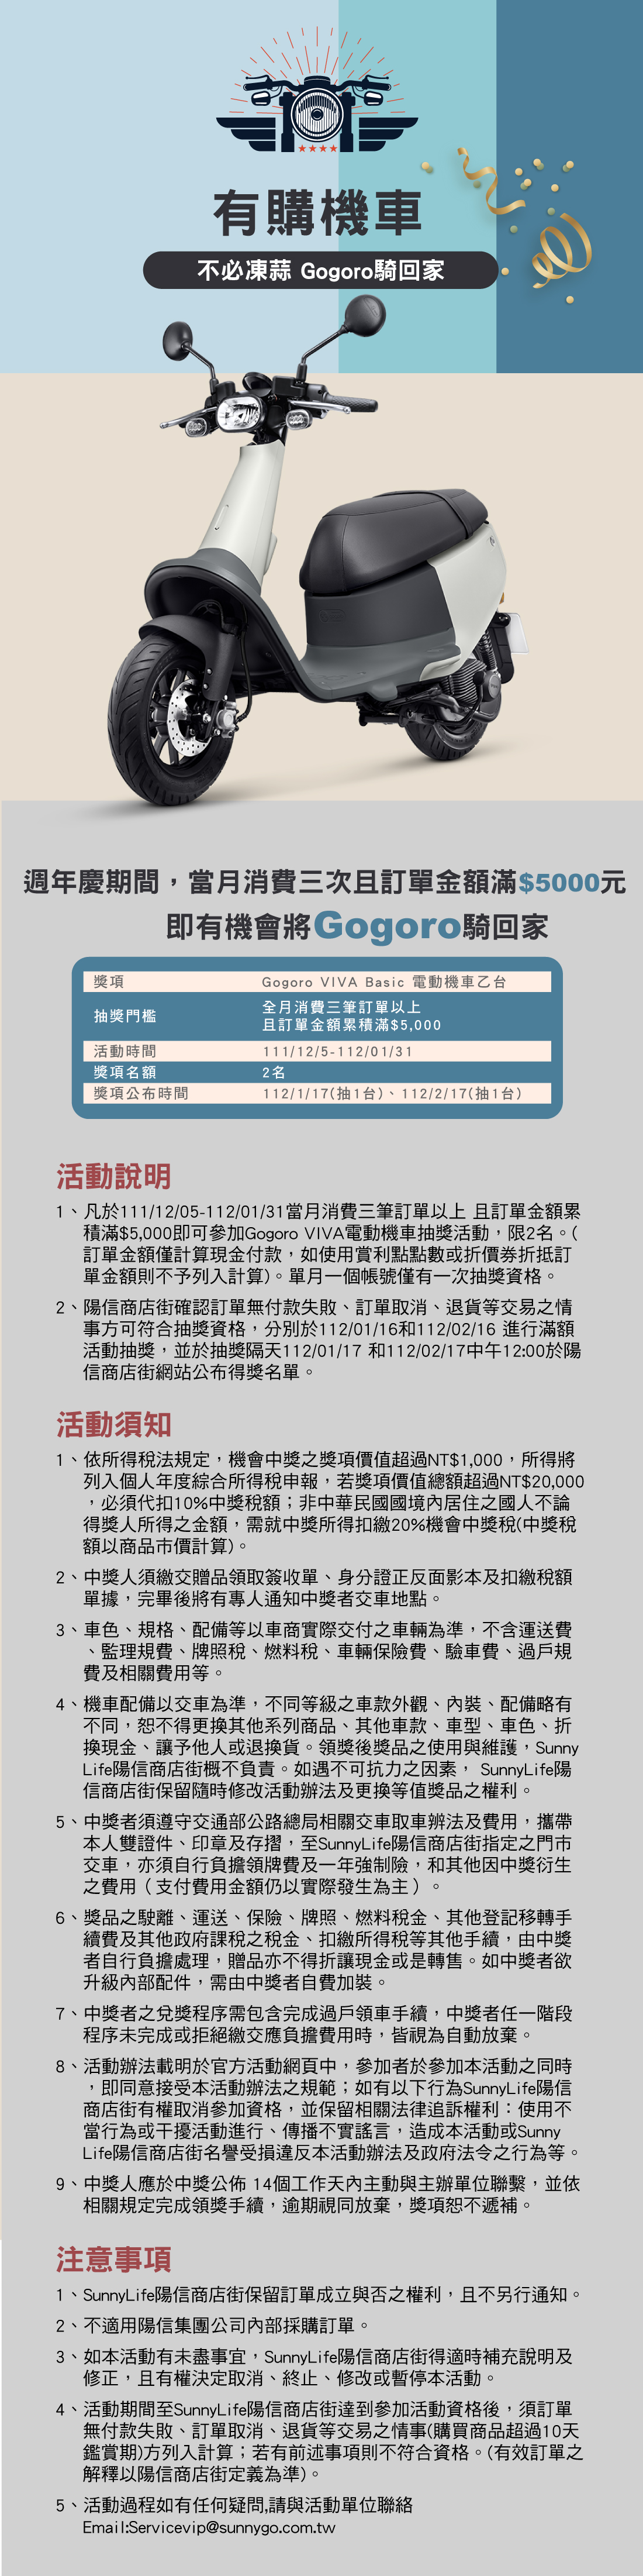 有購機車
不必凍蒜 Gogoro騎回家
週年慶期間，當月消費三次且訂單金額滿$5000元
即有機會將Gogoro騎回家
獎項 Gogoro VIVA Basic 電動機車乙台
抽獎門檻 全月消費三筆訂單以上
且訂單金額累積滿$5,000
活動時間 111/12/5-112/01/31
獎項名額 2名
獎項公布時間 112/1/17(抽1台)、112/2/17(抽1台)
活動說明
1、凡於111/12/05-112/01/31當月消費三筆訂單以上 且訂單金額累
積滿$5,000即可參加Gogoro VIVA電動機車抽獎活動，限2名。(
訂單金額僅計算現金付款，如使用賞利點點數或折價券折抵訂
單金額則不予列入計算)。單月一個帳號僅有一次抽獎資格。
2、陽信商店街確認訂單無付款失敗、訂單取消、退貨等交易之情
事方可符合抽獎資格，分別於112/01/16和112/02/16 進行滿額
活動抽獎，並於抽獎隔天112/01/17 和112/02/17中午12:00於陽
信商店街網站公布得獎名單。
活動須知
1、依所得稅法規定，機會中獎之獎項價值超過NT$1,000，所得將
列入個人年度綜合所得稅申報，若獎項價值總額超過NT$20,000
，必須代扣10%中獎稅額；非中華民國國境內居住之國人不論
得獎人所得之金額，需就中獎所得扣繳20%機會中獎稅(中獎稅
額以商品市價計算)。
2、中獎人須繳交贈品領取簽收單、身分證正反面影本及扣繳稅額
單據，完畢後將有專人通知中獎者交車地點。
3、車色、規格、配備等以車商實際交付之車輛為準，不含運送費
、監理規費、牌照稅、燃料稅、車輛保險費、驗車費、過戶規
費及相關費用等。
4、機車配備以交車為準，不同等級之車款外觀、內裝、配備略有
不同，恕不得更換其他系列商品、其他車款、車型、車色、折
換現金、讓予他人或退換貨。領獎後獎品之使用與維護，Sunny
Life陽信商店街概不負責。如遇不可抗力之因素， SunnyLife陽
信商店街保留隨時修改活動辦法及更換等值獎品之權利。
5、中獎者須遵守交通部公路總局相關交車取車辦法及費用，攜帶
本人雙證件、印章及存摺，至SunnyLife陽信商店街指定之門市
交車，亦須自行負擔領牌費及一年強制險，和其他因中獎衍生
之費用（支付費用金額仍以實際發生為主）。
6、獎品之駛離、運送、保險、牌照、燃料稅金、其他登記移轉手
續費及其他政府課稅之稅金、扣繳所得稅等其他手續，由中獎
者自行負擔處理，贈品亦不得折讓現金或是轉售。如中獎者欲
升級內部配件，需由中獎者自費加裝。
7、中獎者之兌獎程序需包含完成過戶領車手續，中獎者任一階段
程序未完成或拒絕繳交應負擔費用時，皆視為自動放棄。
8、活動辦法載明於官方活動網頁中，參加者於參加本活動之同時
，即同意接受本活動辦法之規範；如有以下行為SunnyLife陽信
商店街有權取消參加資格，並保留相關法律追訴權利：使用不
當行為或干擾活動進行、傳播不實謠言，造成本活動或Sunny
Life陽信商店街名譽受損違反本活動辦法及政府法令之行為等。
9、中獎人應於中獎公佈 14個工作天內主動與主辦單位聯繫，並依
相關規定完成領獎手續，逾期視同放棄，獎項恕不遞補。
注意事項
1、SunnyLife陽信商店街保留訂單成立與否之權利，且不另行通知。
2、不適用陽信集團公司內部採購訂單。
3、如本活動有未盡事宜，SunnyLife陽信商店街得適時補充說明及
修正，且有權決定取消、終止、修改或暫停本活動。
4、活動期間至SunnyLife陽信商店街達到參加活動資格後，須訂單
無付款失敗、訂單取消、退貨等交易之情事(購買商品超過10天
鑑賞期)方列入計算；若有前述事項則不符合資格。(有效訂單之
解釋以陽信商店街定義為準)。
5、活動過程如有任何疑問,請與活動單位聯絡
Email:Servicevip@sunnygo.com.tw